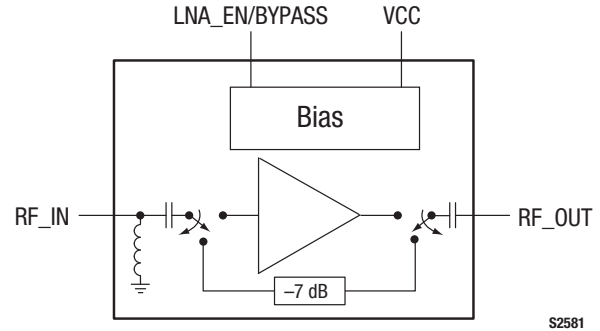 LNA_EN/BYPASS VCC
Bias
RF_IN
RF_OUT
–7 dB
S2581